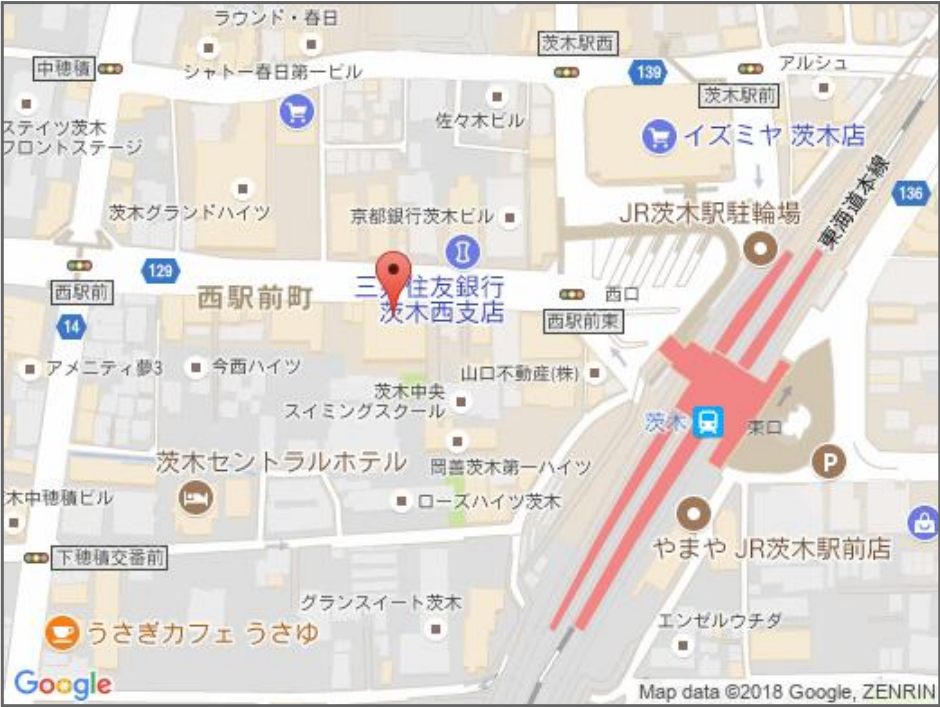 ラウンド・春日
茨木駅西
中穂積
シャトー春日第一ビル
139
アルシュ
茨木駅前
ステイツ茨木
フロントステージ
佐々木ビル
イズミヤ 茨木店
東海道本線
136
茨木グランドハイツ
京都銀行茨木ビル
JR茨木駅駐輪場
129
西駅前
西駅前町
三井住友銀行
茨木西支店
西口
西駅前東
14
アメニティ夢3
今西ハイツ
山口不動産(株)
茨木中央
スイミングスクール
茨木
東口
茨木セントラルホテル
岡善茨木第一ハイツ
P
木中穂積ビル
ローズハイツ茨木
下穂積交番前
やまや JR茨木駅前店
グランスイート茨木
エンゼルウチダ
うさぎカフェ うさゆ
Google
Map data ©2018 Google, ZENRIN